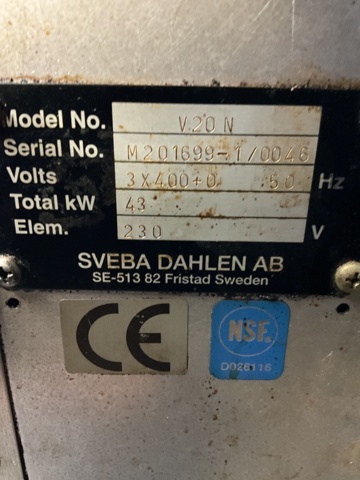 Model No. V20N
Serial No. M201699-1/0046
Volts 3X400+0 50 Hz
Total kW 43
Elem. 230 V
SVEBA DAHLEN AB
SE-513 82 Fristad Sweden
CE
NSF.
D026116